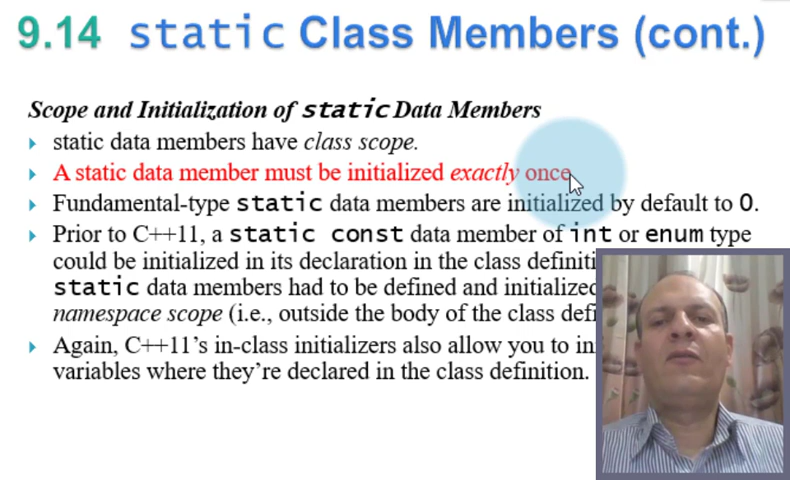 9.14 static Class Members (cont.)
Scope and Initialization of static Data Members
static data members have class scope.
A static data member must be initialized exactly once
Fundamental-type static data members are initialized by default to 0.
Prior to C++11, a static const data member of int or enum type
could be initialized in its declaration in the class definiti
static data members had to be defined and initialized
namespace scope (i.e., outside the body of the class defi
Again, C++11's in-class initializers also allow you to in
variables where they're declared in the class definition.